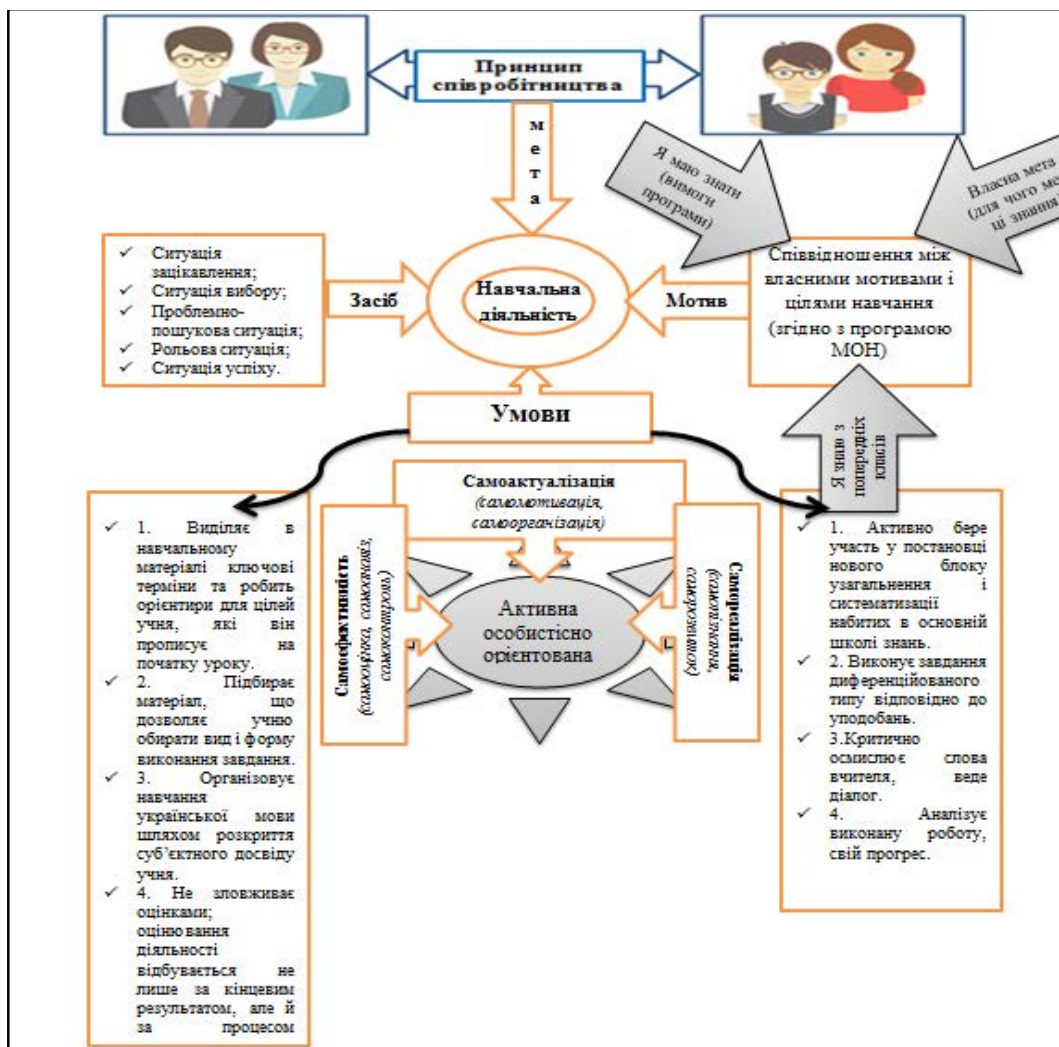 Принцип
співробітництва
мета
Я маю знати
(вимоги
програми)
Власна мета
(для чого
ці знання)
✓ Ситуація
зацікавлення;
✓ Ситуація вибору;
✓ Проблемно-
пошукова ситуація;
✓ Рольова ситуація;
✓ Ситуація успіху.
Засіб
Навчальна
діяльність
Мотив
Співвідношення між
власними мотивами і
цілями навчання
(згідно з програмою
МОН)
Умови
Я знаю з
попередніх
класів
Самоактуалізація
(самомотивація,
самоорганізація)
Самоефективність
(самооцінка, самоаналіз,
самоконтроль)
Активна
особистісно
орієнтована
Самореалізація
(самопізнання,
саморозвиток)
✓ 1. Виділяє в
навчальному
матеріалі ключові
терміни та робить
орієнтири для цілей
учня, які він
прописує на
початку уроку.
✓ 2. Підбирає
матеріал, що
дозволяє учню
обирати вид і форму
виконання завдання.
✓ 3. Організовує
навчання
української мови
шляхом розкриття
суб’єктного досвіду
учня.
✓ 4. Не зловживає
оцінками;
оцінювання
діяльності
відбувається не
лише за кінцевим
результатом, але й
за процесом
✓ 1. Активно бере
участь у постановці
нового блоку
узагальнення і
систематизації
набитих в основній
школі знань.
✓ 2. Виконує завдання
диференційованого
типу відповідно до
уподобань.
✓ 3.Критично
осмислює слова
вчителя, веде
діалог.
✓ 4. Аналізує
виконану роботу,
свій прогрес.